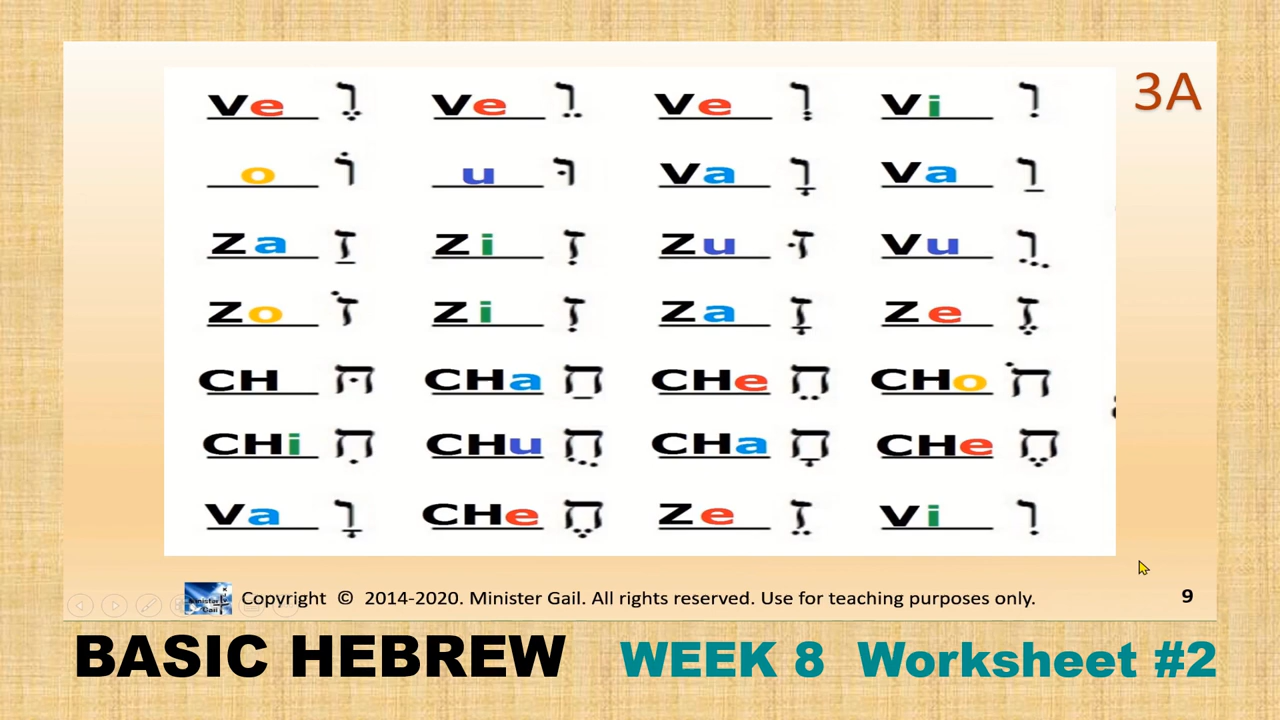 Ve וֶ Ve וֵ Ve וְ Vi וִ
o וֹ u וּ Va וָ Va וַ
Za זַ Zi זִ Zu זּ Vu וֻ
Zo זֹ Zi זִ Za זָ Ze זֶ
CH חּ CHa חַ CHe חֵ CHo חֹ
CHi חִ CHu חֻ CHa חָ CHe חֶ
Va וָ CHe חֶ Ze זֵ Vi וִ
3A
Minister
Gail
Copyright © 2014-2020. Minister Gail. All rights reserved. Use for teaching purposes only.
9
BASIC HEBREW WEEK 8 Worksheet #2